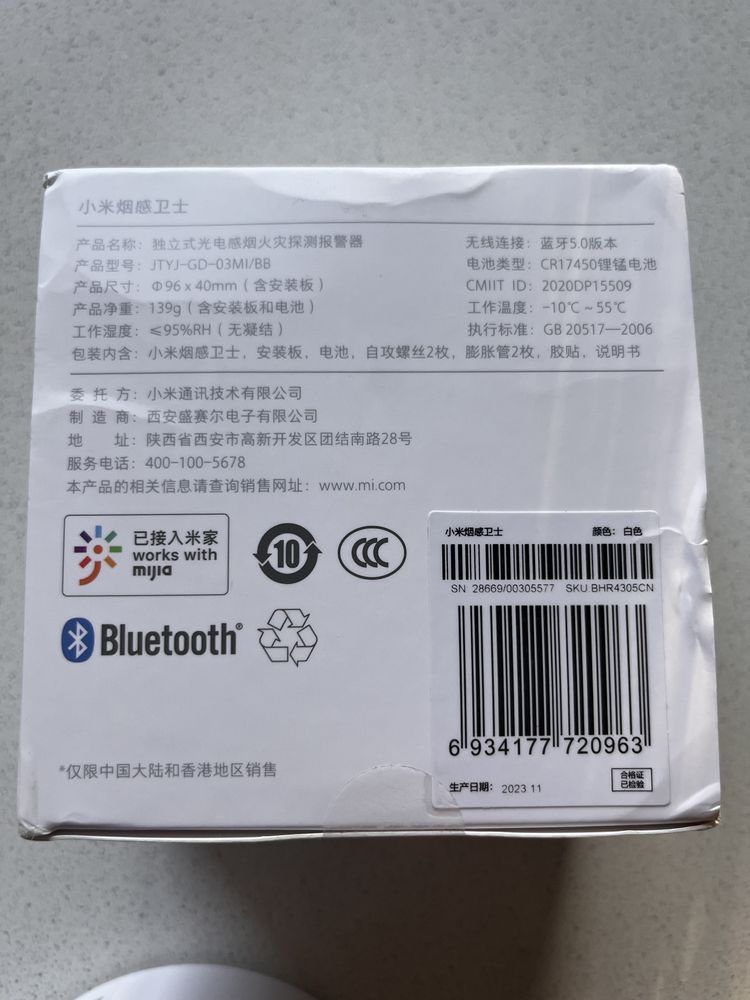 小米烟感卫士
产品名称：独立式光电感烟火灾探测报警器
无线连接：蓝牙5.0版本
产品型号：JTYJ-GD-03MI/BB
电池类型：CR17450锂锰电池
产品尺寸：Φ96 x 40mm（含安装板）
CMIIT ID：2020DP15509
产品净重：139g（含安装板和电池）
工作温度：-10℃ ~ 55℃
工作湿度：≤95%RH（无凝结）
执行标准：GB 20517—2006
包装内含：小米烟感卫士，安装板，电池，自攻螺丝2枚，膨胀管2枚，胶贴，说明书
委 托 方：小米通讯技术有限公司
制 造 商：西安盛赛尔电子有限公司
地 址：陕西省西安市高新开发区团结南路28号
服务电话：400-100-5678
本产品的相关信息请查询销售网址：www.mi.com
已接入米家
works with
mijia
10
CCC
Bluetooth®
*仅限中国大陆和香港地区销售
小米烟感卫士 颜色：白色
SN 28669/00305577 SKU BHR4305CN
6 934177 720963
生产日期： 2023.11
合格证
已检验